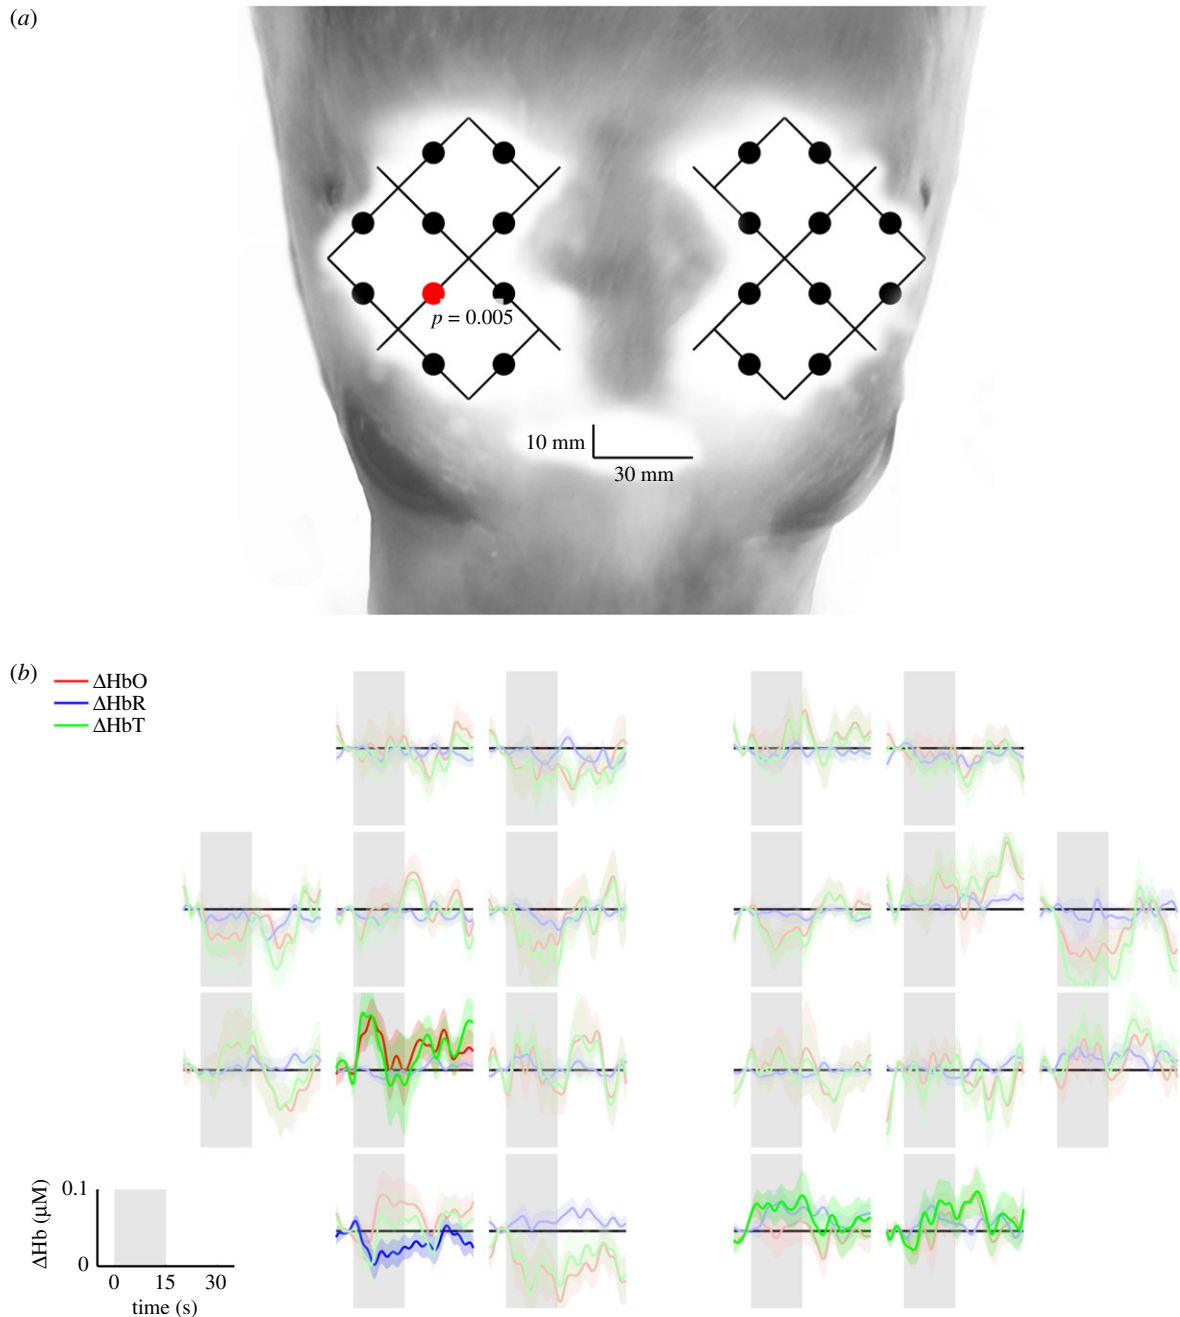 (a)
p = 0.005
10 mm
30 mm
(b)
ΔHbO
ΔHbR
ΔHbT
0.1
ΔHb (μM)
0
0 15 30
time (s)